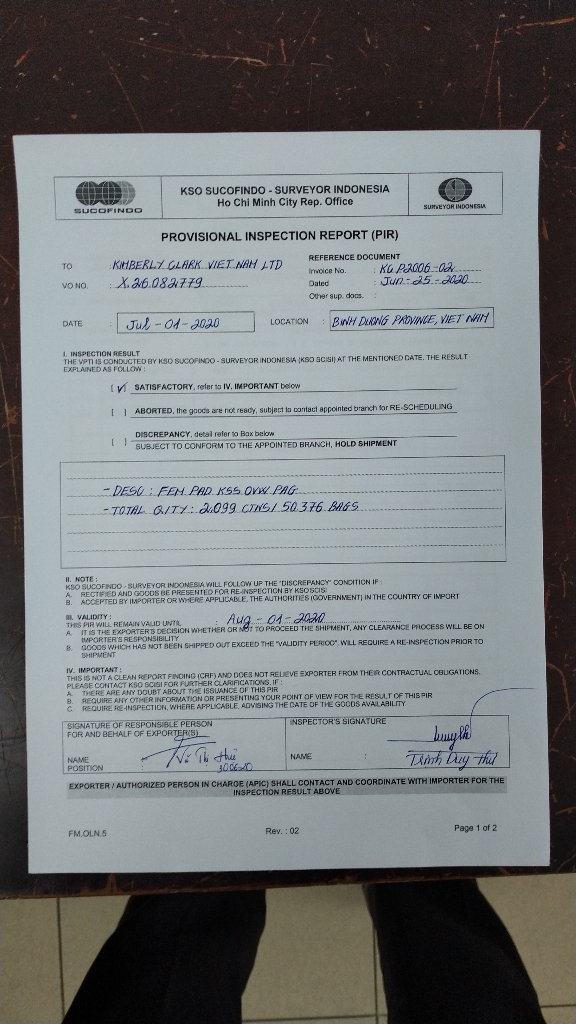 SUCOFINDO
KSO SUCOFINDO - SURVEYOR INDONESIA
Ho Chi Minh City Rep. Office
SURVEYOR INDONESIA
PROVISIONAL INSPECTION REPORT (PIR)
TO : KIMBERLY CLARK VIET NAM LTD
VO NO. : X.26.082779
REFERENCE DOCUMENT
Invoice No. : KC P2006-02
Dated : Jun-25-2020
Other sup. docs. :
DATE : Jul-01-2020
LOCATION : BINH DUONG PROVINCE, VIET NAM
I. INSPECTION RESULT
THE VPTI IS CONDUCTED BY KSO SUCOFINDO - SURVEYOR INDONESIA (KSO SCISI) AT THE MENTIONED DATE. THE RESULT
EXPLAINED AS FOLLOW :
[ √ ] SATISFACTORY, refer to IV. IMPORTANT below
[ ] ABORTED, the goods are not ready, subject to contact appointed branch for RE-SCHEDULING
[ ] DISCREPANCY, detail refer to Box below
SUBJECT TO CONFORM TO THE APPOINTED BRANCH, HOLD SHIPMENT
- DESC : FEM PAD KSS OVW PAG
- TOTAL Q'TY : 2,099 CTNS / 50.376 BAGS
II. NOTE :
KSO SUCOFINDO - SURVEYOR INDONESIA WILL FOLLOW UP THE "DISCREPANCY" CONDITION IF :
A. RECTIFIED AND GOODS BE PRESENTED FOR RE-INSPECTION BY KSO SCISI
B. ACCEPTED BY IMPORTER OR WHERE APPLICABLE, THE AUTHORITIES (GOVERNMENT) IN THE COUNTRY OF IMPORT
III. VALIDITY :
THIS PIR WILL REMAIN VALID UNTIL : Aug-01-2020
A. IT IS THE EXPORTER'S DECISION WHETHER OR NOT TO PROCEED THE SHIPMENT, ANY CLEARANCE PROCESS WILL BE ON
IMPORTER'S RESPONSIBILITY
B. GOODS WHICH HAS NOT BEEN SHIPPED OUT EXCEED THE "VALIDITY PERIOD", WILL REQUIRE A RE-INSPECTION PRIOR TO
SHIPMENT
IV. IMPORTANT :
THIS IS NOT A CLEAN REPORT FINDING (CRF) AND DOES NOT RELIEVE EXPORTER FROM THEIR CONTRACTUAL OBLIGATIONS.
PLEASE CONTACT KSO SCISI FOR FURTHER CLARIFICATIONS, IF :
A. THERE ARE ANY DOUBT ABOUT THE ISSUANCE OF THIS PIR
B. REQUIRE ANY OTHER INFORMATION OR PRESENTING YOUR POINT OF VIEW FOR THE RESULT OF THIS PIR
C. REQUIRE RE-INSPECTION, WHERE APPLICABLE, ADVISING THE DATE OF THE GOODS AVAILABILITY
SIGNATURE OF RESPONSIBLE PERSON
FOR AND BEHALF OF EXPORTER(S)
NAME : Võ Thị Huê
POSITION : 300620
INSPECTOR'S SIGNATURE
NAME : Trinh Duy Thu
EXPORTER / AUTHORIZED PERSON IN CHARGE (APIC) SHALL CONTACT AND COORDINATE WITH IMPORTER FOR THE
INSPECTION RESULT ABOVE
FM.OLN.5
Rev. : 02
Page 1 of 2